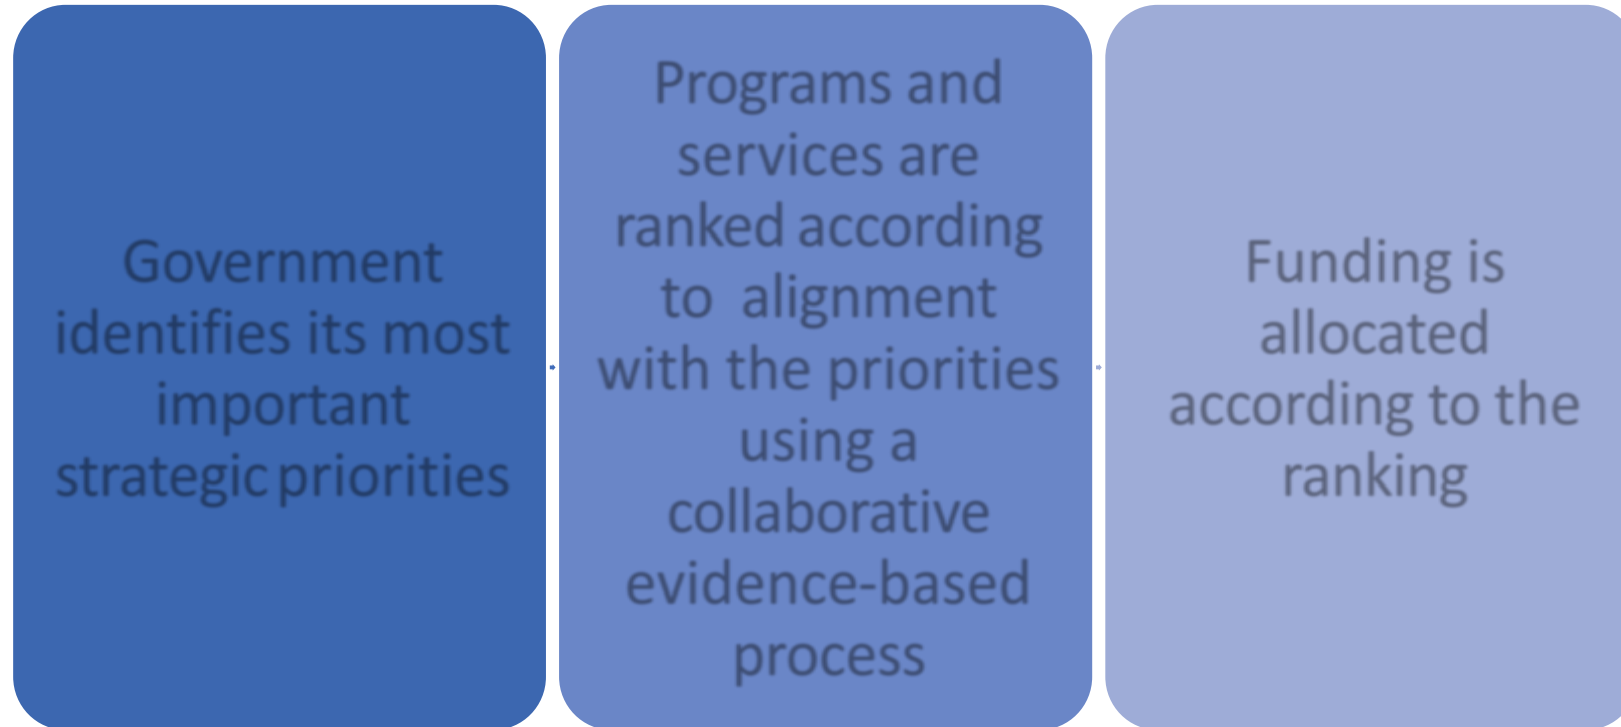 Government
identifies its most
important
strategic priorities
Programs and
services are
ranked according
to alignment
with the priorities
using a
collaborative
evidence-based
process
Funding is
allocated
according to the
ranking